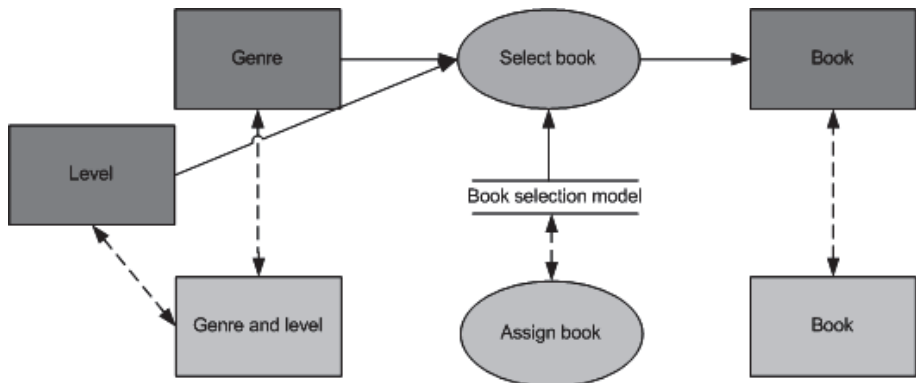 Genre
Select book
Book
Level
Book selection model
Genre and level
Assign book
Book